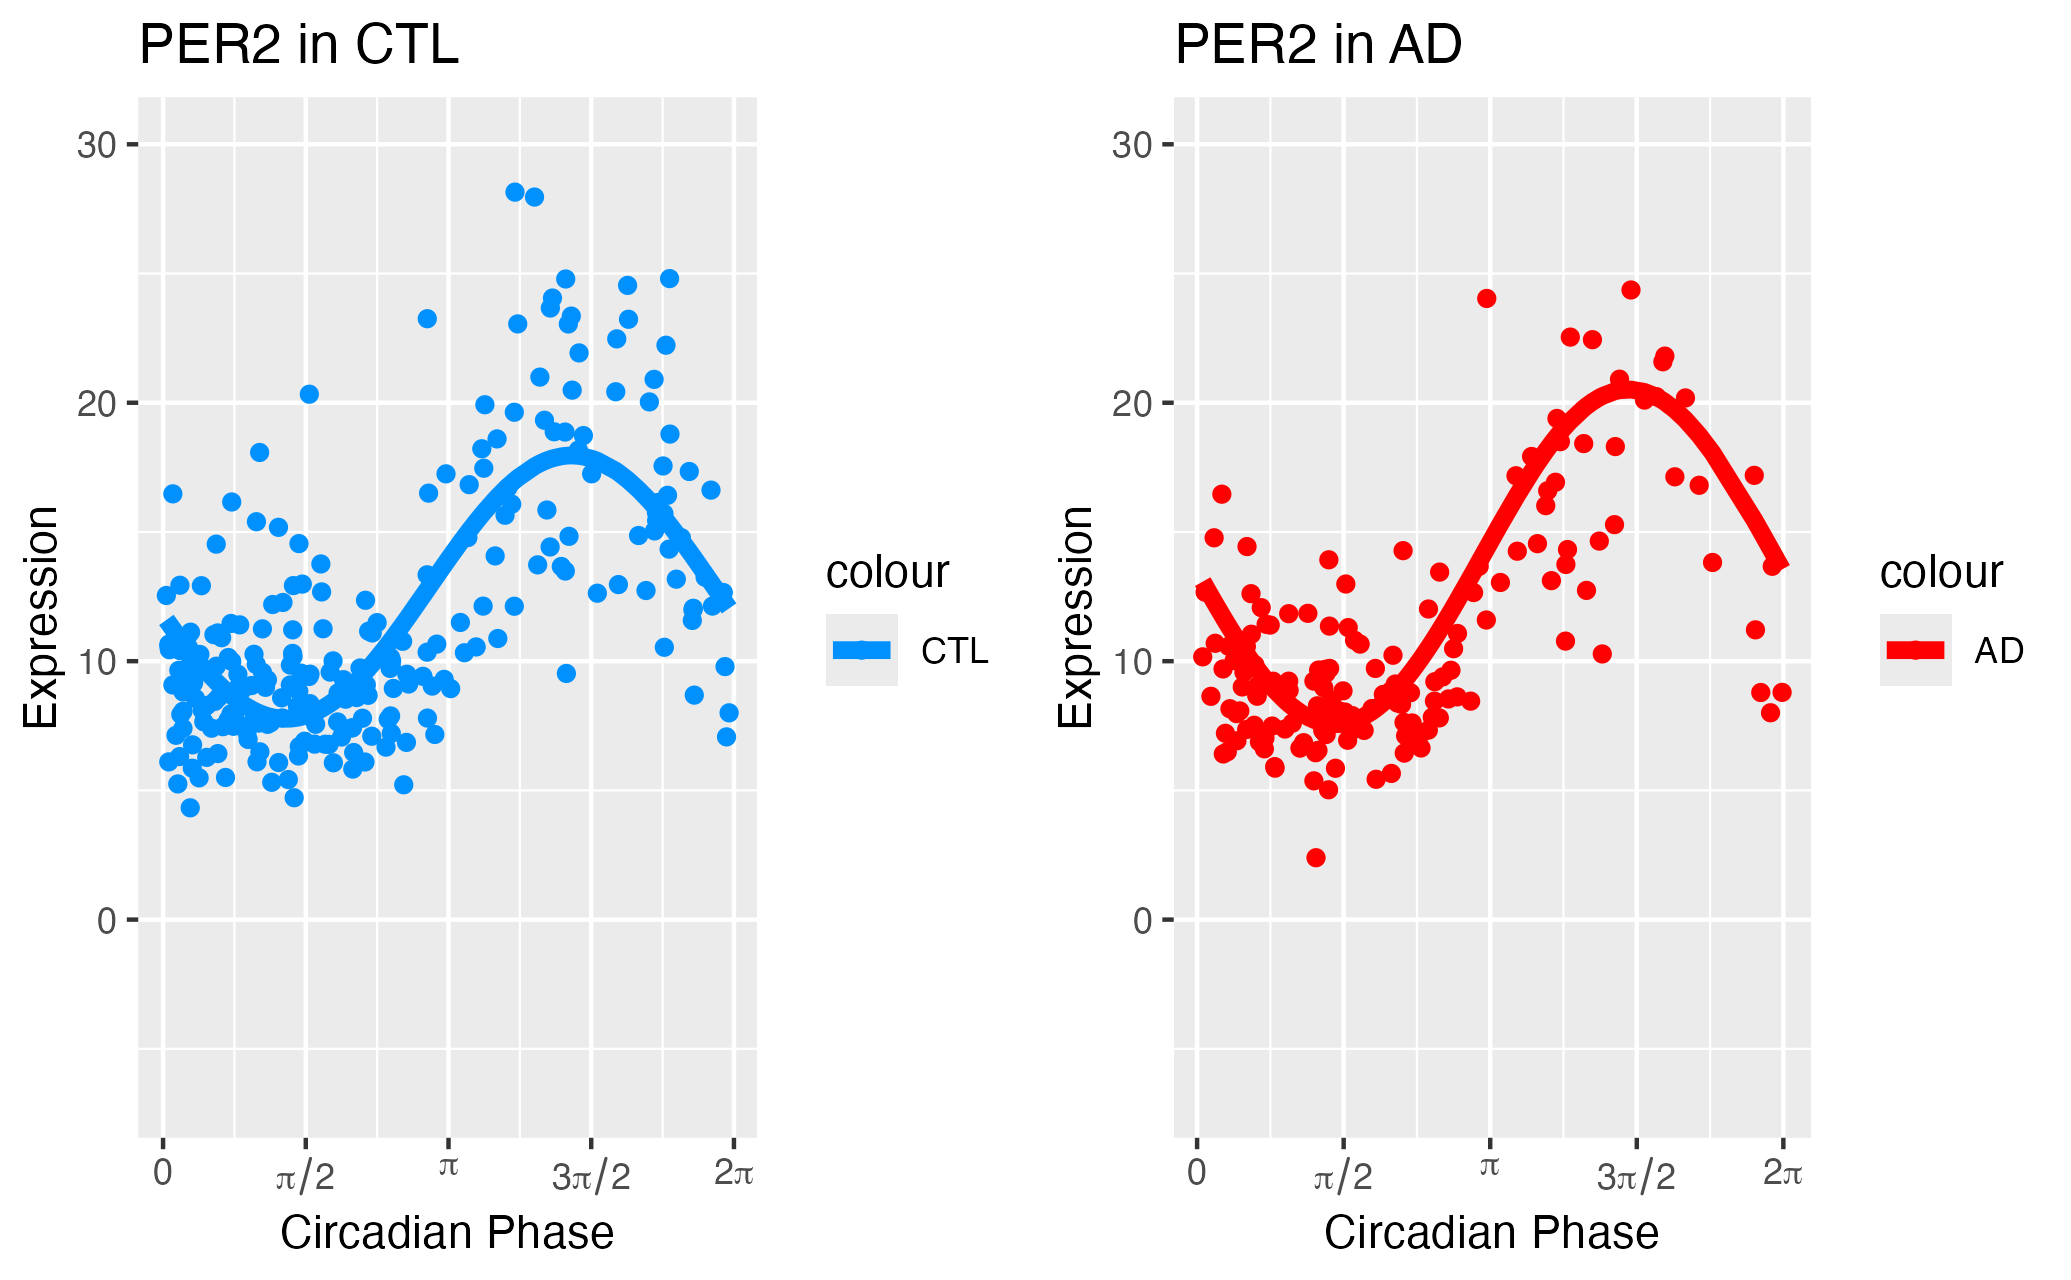 PER2 in CTL
30
20
10
0
Expression
0
π/2
π
3π/2
2π
Circadian Phase
colour
CTL
PER2 in AD
30
20
10
0
Expression
0
π/2
π
3π/2
2π
Circadian Phase
colour
AD